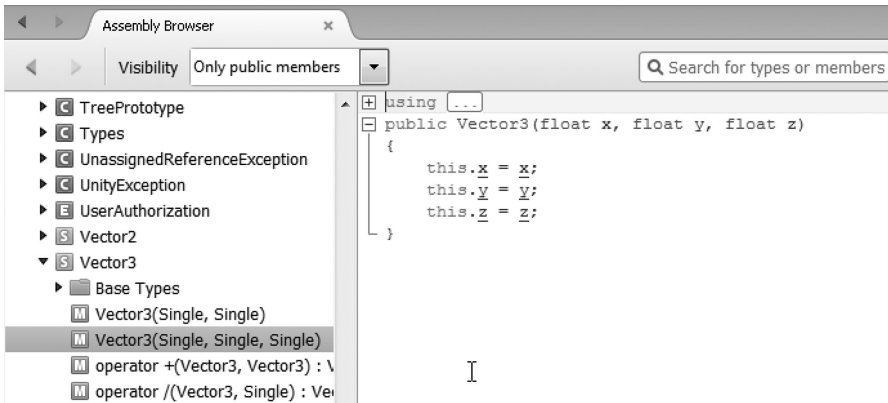 Assembly Browser ×
Visibility Only public members Search for types or members
C TreePrototype
C Types
C UnassignedReferenceException
C UnityException
E UserAuthorization
S Vector2
S Vector3
Base Types
M Vector3(Single, Single)
M Vector3(Single, Single, Single)
M operator +(Vector3, Vector3) : V
M operator /(Vector3, Single) : Ve
using ...
public Vector3(float x, float y, float z)
{
this.x = x;
this.y = y;
this.z = z;
}